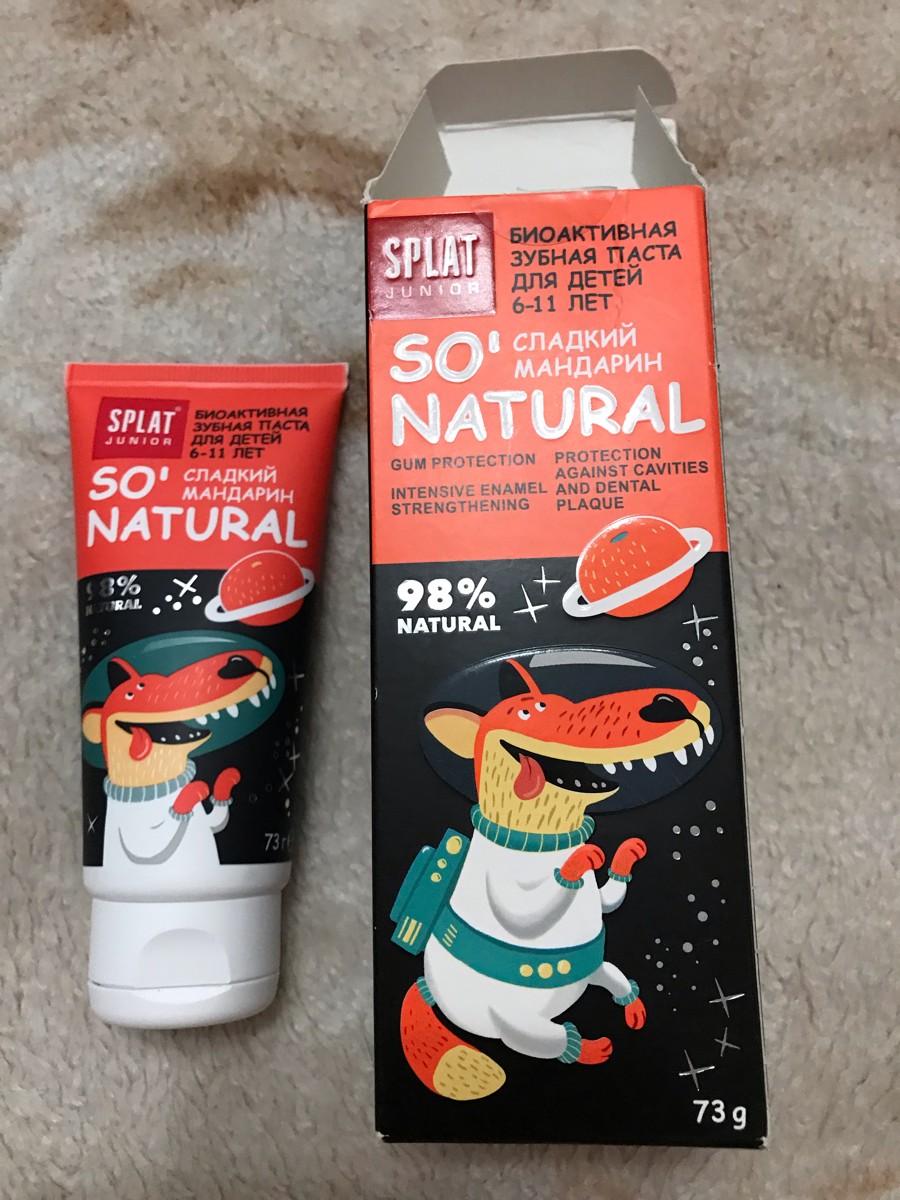 SPLAT
JUNIOR
БИОАКТИВНАЯ
ЗУБНАЯ ПАСТА
ДЛЯ ДЕТЕЙ
6-11 ЛЕТ
SO'
СЛАДКИЙ
МАНДАРИН
NATURAL
98%
NATURAL
73 г
SPLAT
JUNIOR
БИОАКТИВНАЯ
ЗУБНАЯ ПАСТА
ДЛЯ ДЕТЕЙ
6-11 ЛЕТ
SO'
СЛАДКИЙ
МАНДАРИН
NATURAL
GUM PROTECTION
INTENSIVE ENAMEL
STRENGTHENING
PROTECTION
AGAINST CAVITIES
AND DENTAL
PLAQUE
98%
NATURAL
73 g